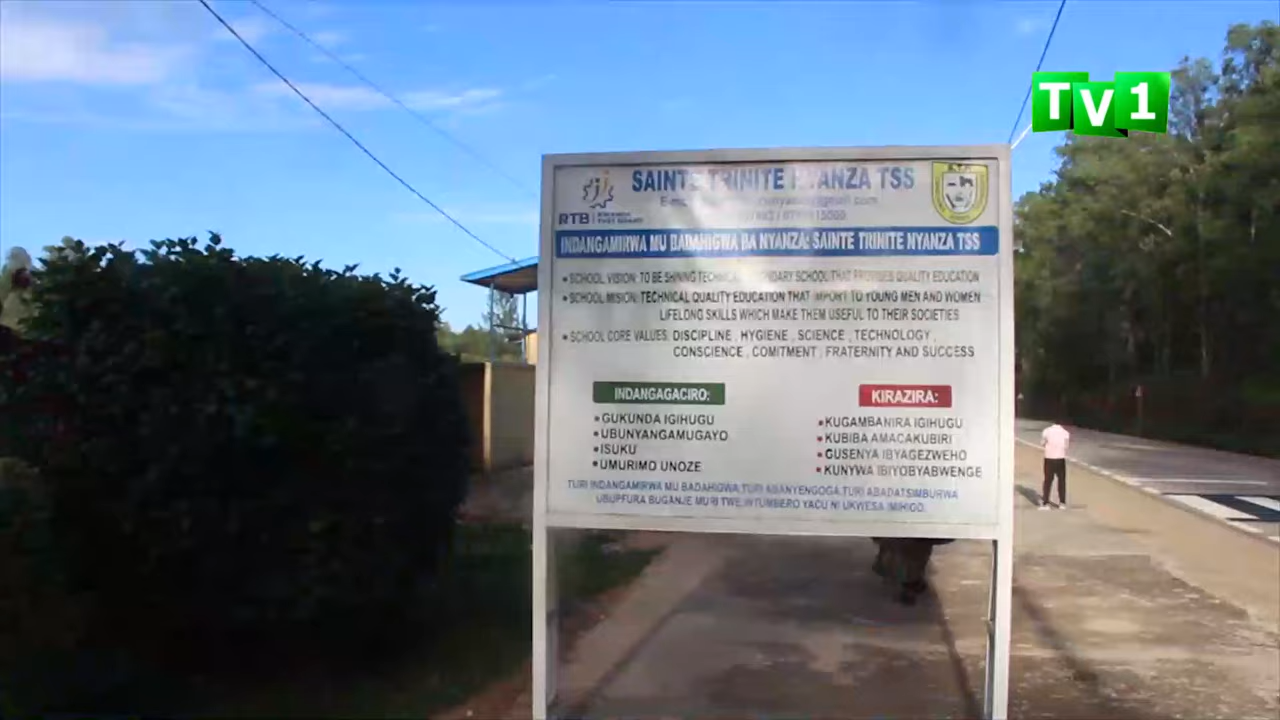 TV1
SAINTE TRINITE NYANZA TSS
RTB
INDANGAMIRWA MU BADAHIGWA BA NYANZA: SAINTE TRINITE NYANZA TSS
• SCHOOL VISION: TO BE SHINING TECHNICAL SECONDARY SCHOOL THAT PROVIDES QUALITY EDUCATION
• SCHOOL MISION: TECHNICAL QUALITY EDUCATION THAT IMPORT TO YOUNG MEN AND WOMEN
LIFELONG SKILLS WHICH MAKE THEM USEFUL TO THEIR SOCIETIES
• SCHOOL CORE VALUES: DISCIPLINE , HYGIENE , SCIENCE , TECHNOLOGY ,
CONSCIENCE , COMITMENT , FRATERNITY AND SUCCESS
INDANGAGACIRO:
• GUKUNDA IGIHUGU
• UBUNYANGAMUGAYO
• ISUKU
• UMURIMO UNOZE
KIRAZIRA:
• KUGAMBANIRA IGIHUGU
• KUBIBA AMACAKUBIRI
• GUSENYA IBYAGEZWEHO
• KUNYWA IBIYOBYABWENGE
TURI INDANGAMIRWA MU BADAHIGWA,TURI ABANYENGOGA,TURI ABADATSIMBURWA
UBUPFURA BUGANJE MURI TWE,INTUMBERO YACU NI UKWESA IMIHIGO.